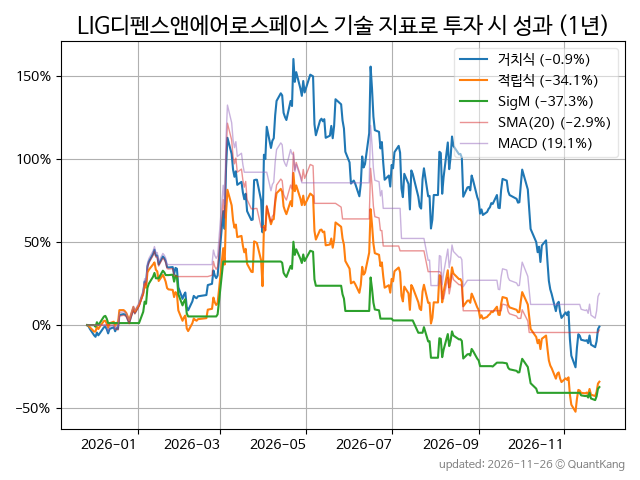 LIG디펜스앤에어로스페이스 기술 지표로 투자 시 성과 (1년)
거치식 (−0.9%)
적립식 (−34.1%)
SigM (−37.3%)
SMA(20) (−2.9%)
MACD (19.1%)
150%
100%
50%
0%
−50%
2026-01 2026-03 2026-05 2026-07 2026-09 2026-11
updated: 2026-11-26 © QuantKang